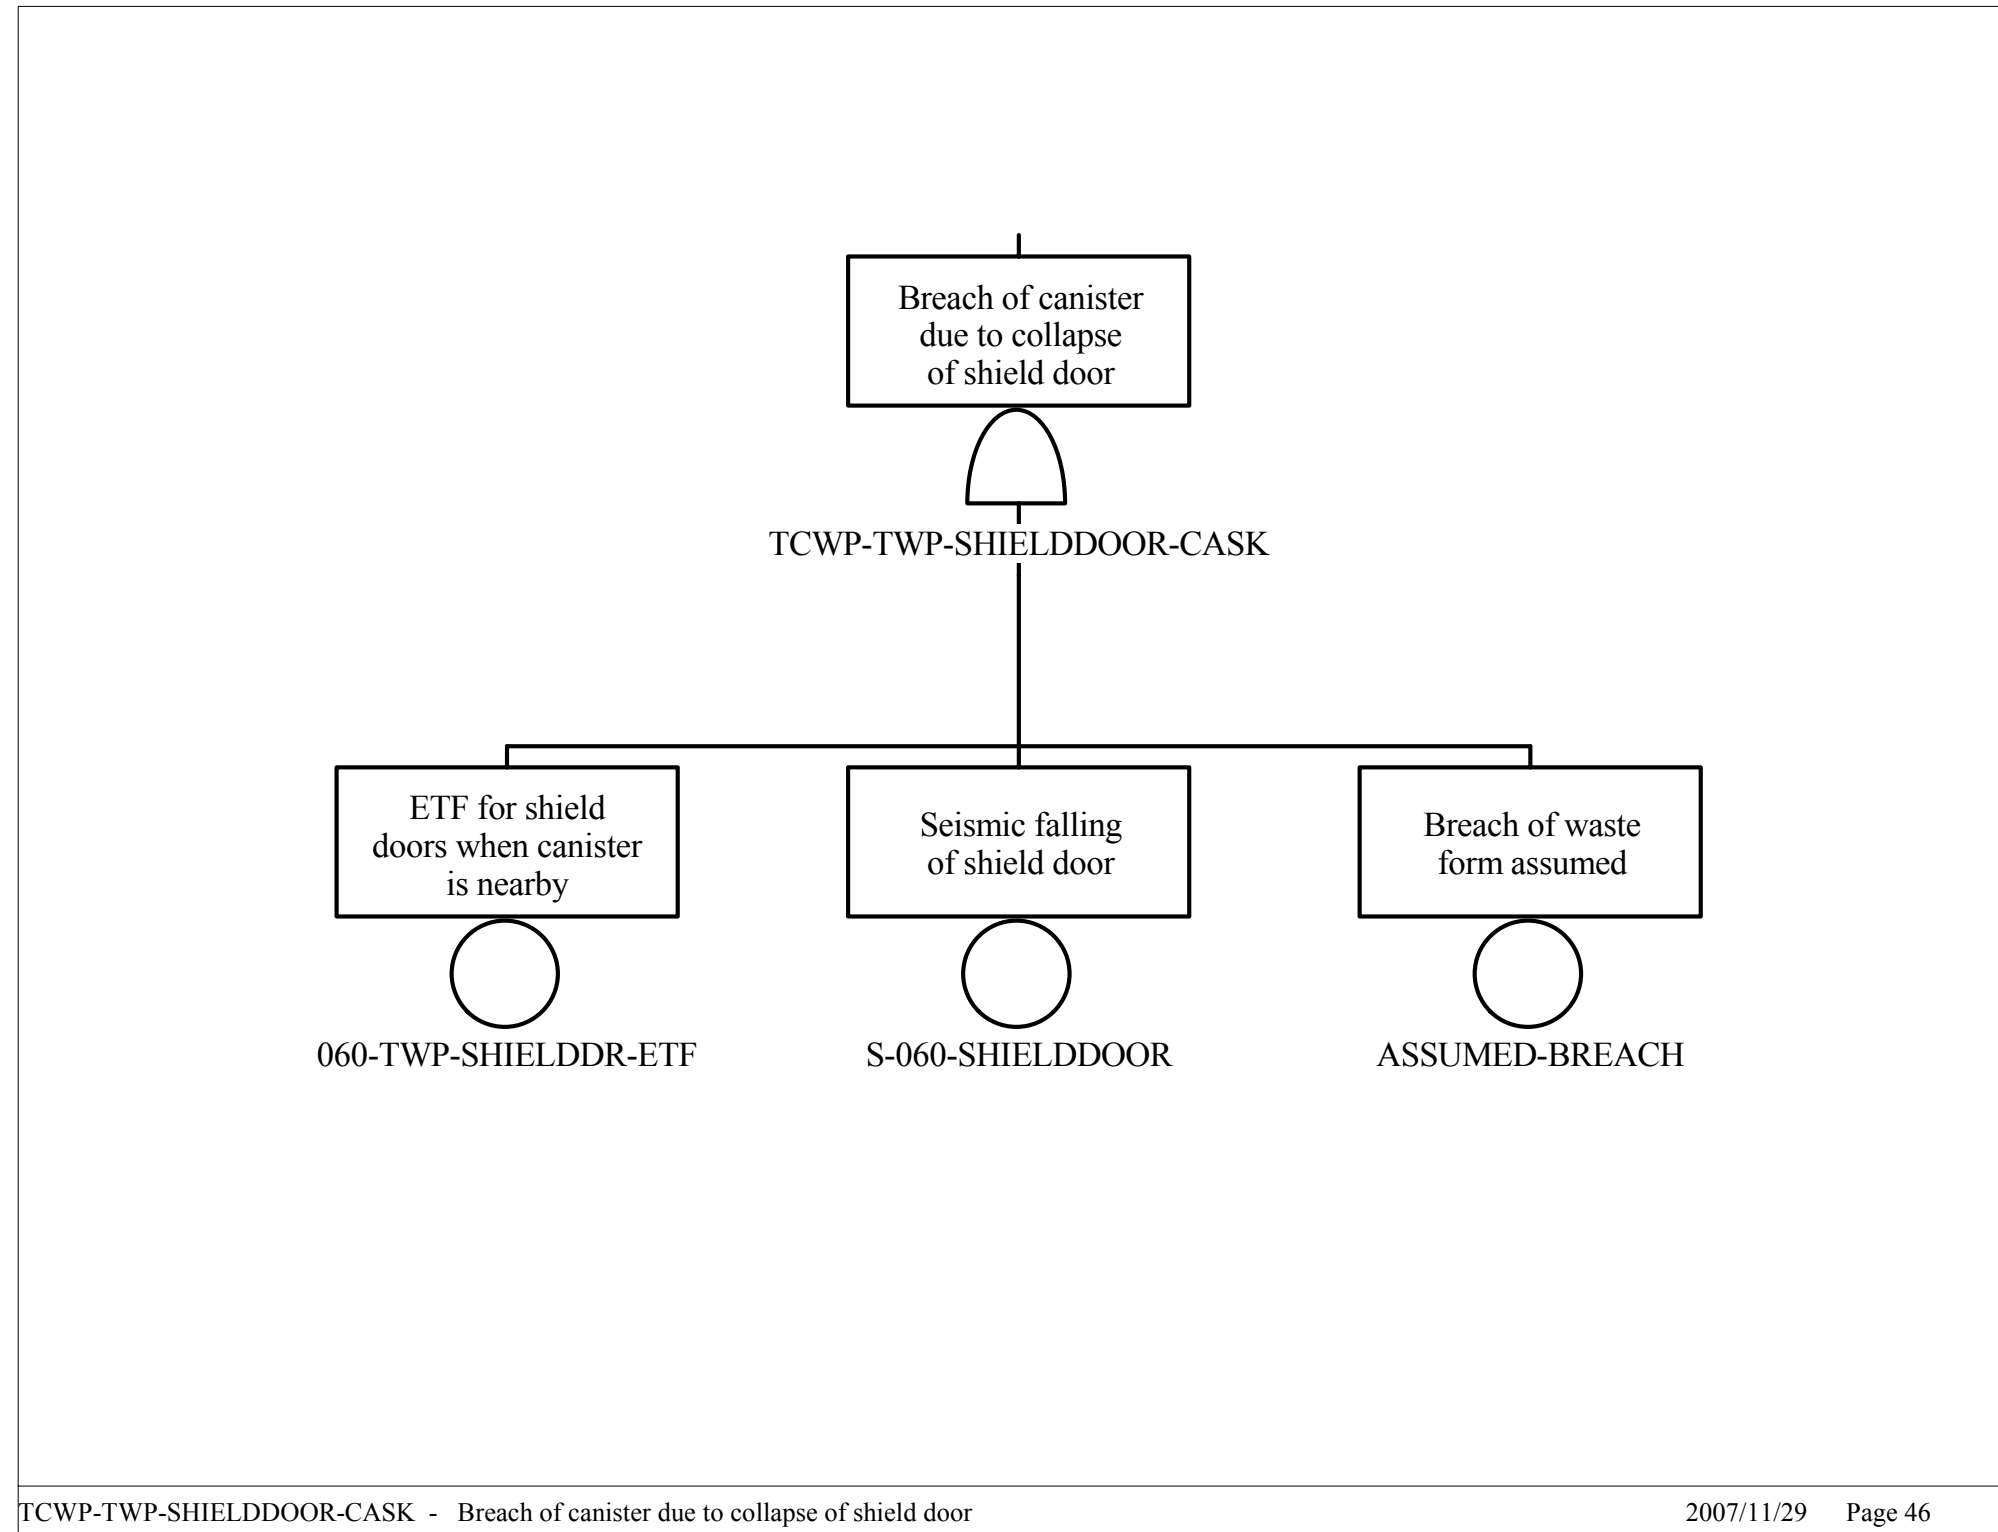 Breach of canister
due to collapse
of shield door
TCWP-TWP-SHIELDDOOR-CASK
ETF for shield
doors when canister
is nearby
060-TWP-SHIELDDR-ETF
Seismic falling
of shield door
S-060-SHIELDDOOR
Breach of waste
form assumed
ASSUMED-BREACH
TCWP-TWP-SHIELDDOOR-CASK - Breach of canister due to collapse of shield door 2007/11/29 Page 46